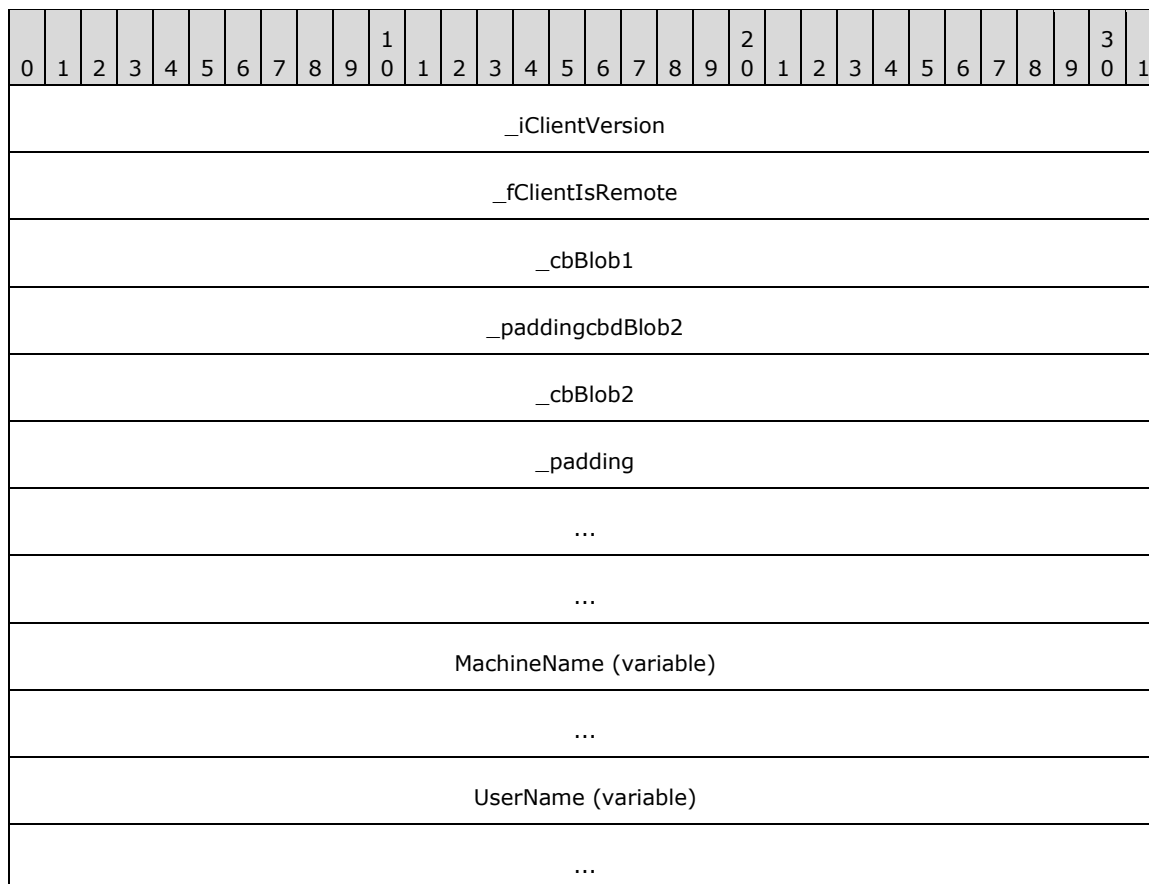 1 2 3
0 1 2 3 4 5 6 7 8 9 0 1 2 3 4 5 6 7 8 9 0 1 2 3 4 5 6 7 8 9 0 1
_iClientVersion
_fClientIsRemote
_cbBlob1
_paddingcbdBlob2
_cbBlob2
_padding
...
...
MachineName (variable)
...
UserName (variable)
...